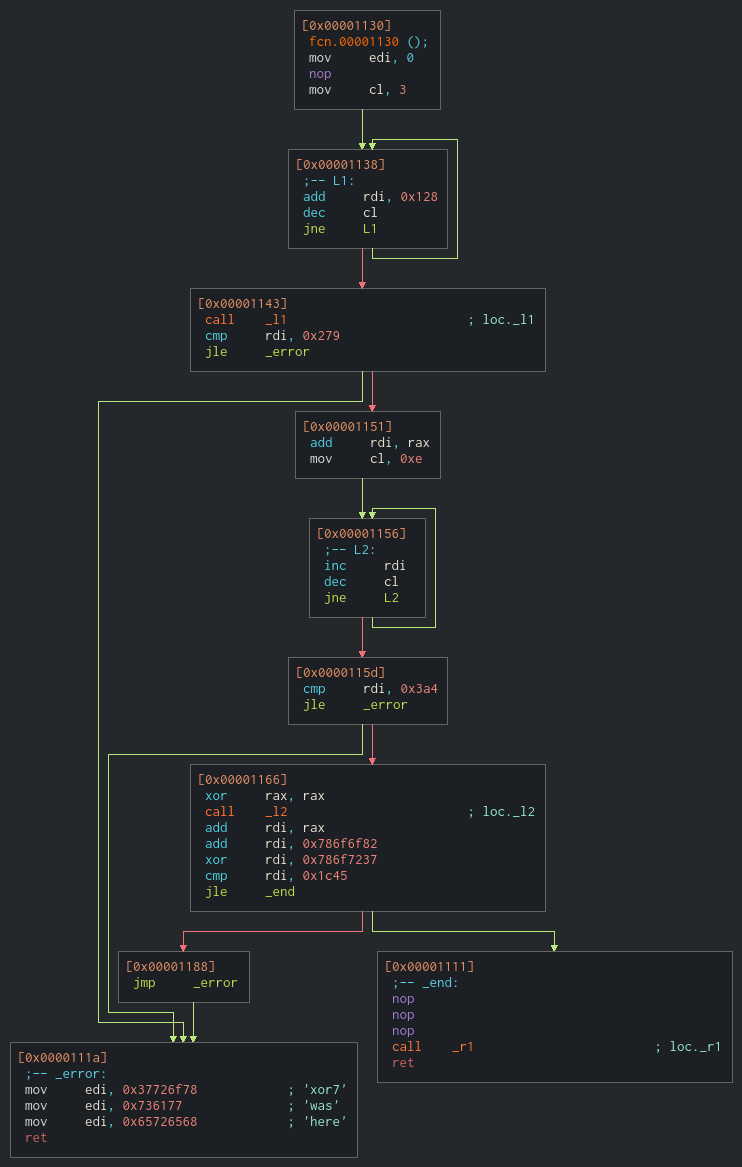 [0x00001130]
fcn.00001130 ();
mov edi, 0
nop
mov cl, 3
[0x00001138]
;-- L1:
add rdi, 0x128
dec cl
jne L1
[0x00001143]
call _l1 ; loc._l1
cmp rdi, 0x279
jle _error
[0x00001151]
add rdi, rax
mov cl, 0xe
[0x00001156]
;-- L2:
inc rdi
dec cl
jne L2
[0x0000115d]
cmp rdi, 0x3a4
jle _error
[0x00001166]
xor rax, rax
call _l2 ; loc._l2
add rdi, rax
add rdi, 0x786f6f82
xor rdi, 0x786f7237
cmp rdi, 0x1c45
jle _end
[0x00001188]
jmp _error
[0x00001111]
;-- _end:
nop
nop
nop
call _r1 ; loc._r1
ret
[0x0000111a]
;-- _error:
mov edi, 0x37726f78 ; 'xor7'
mov edi, 0x736177 ; 'was'
mov edi, 0x65726568 ; 'here'
ret